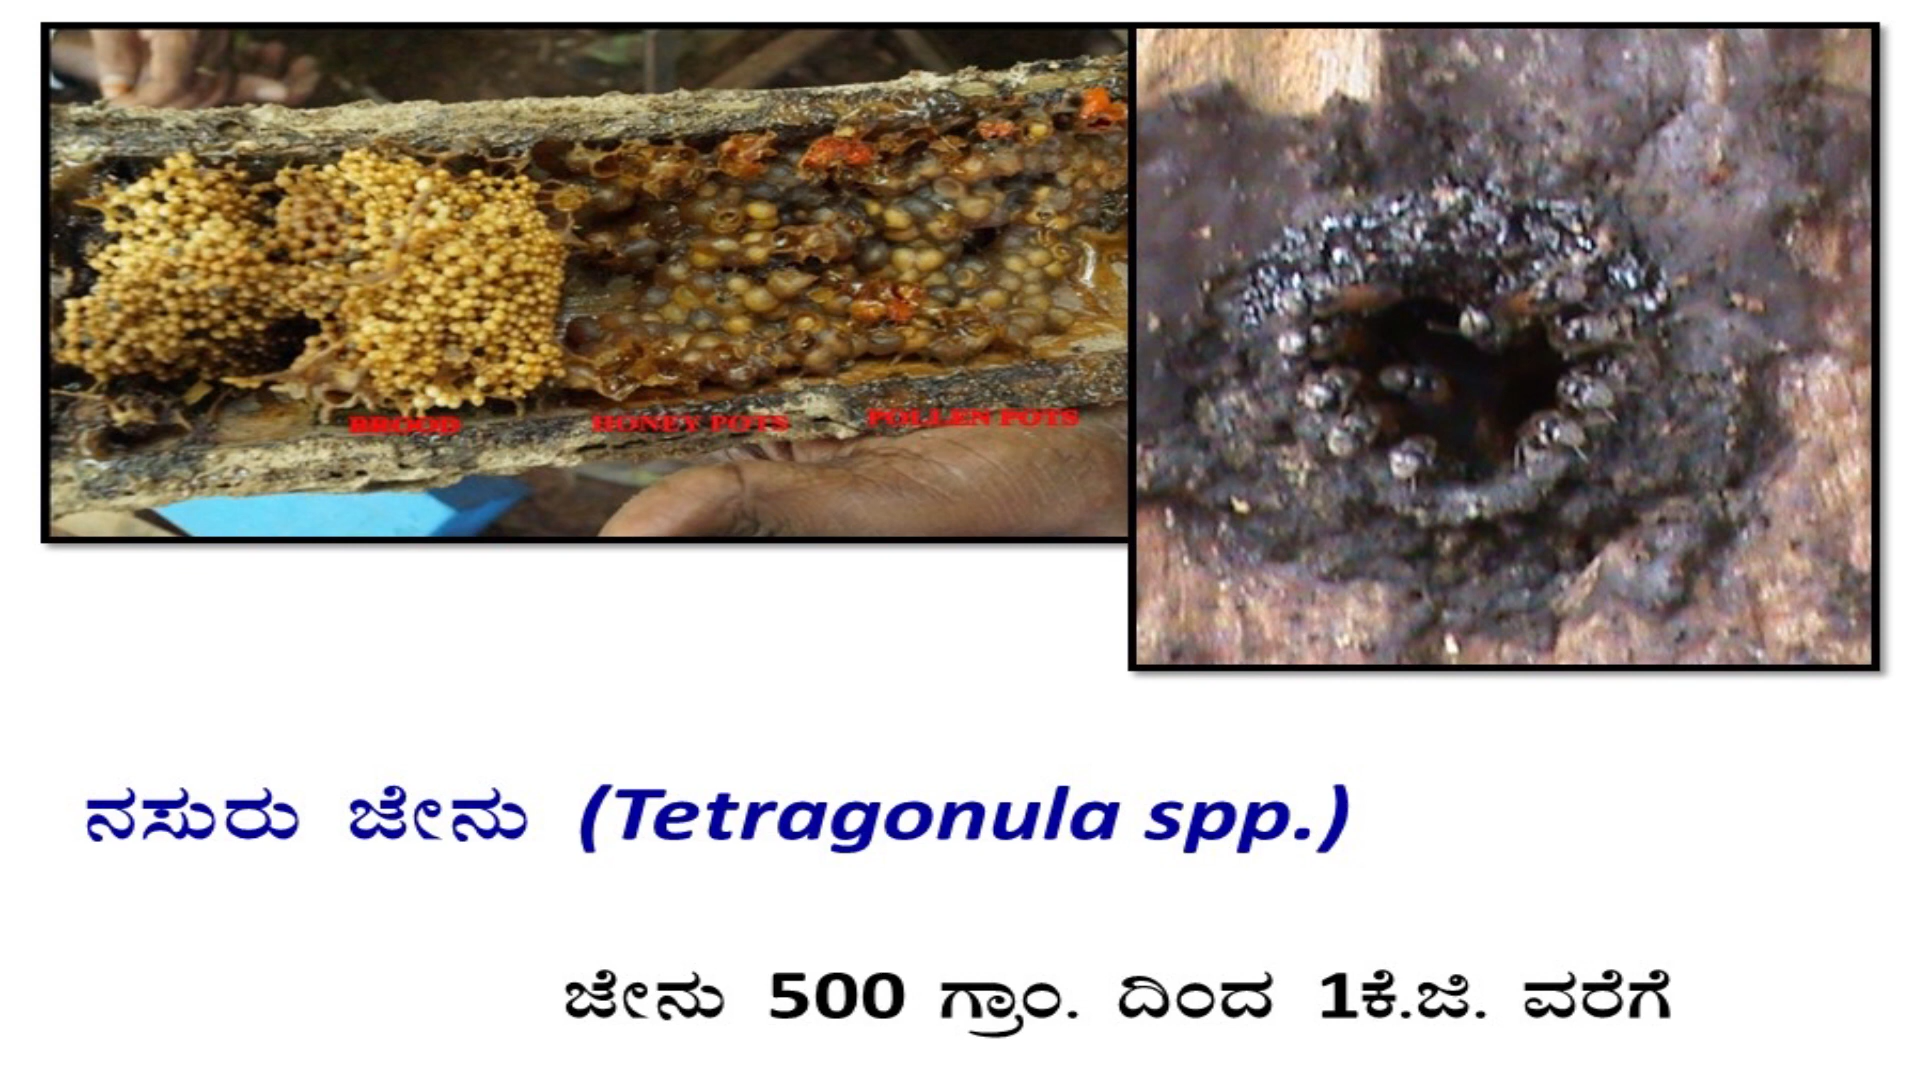 BROOD HONEY POTS POLLEN POTS
ನಸುರು ಜೇನು (Tetragonula spp.)
ಜೇನು 500 ಗ್ರಾಂ. ದಿಂದ 1ಕೆ.ಜಿ. ವರೆಗೆ